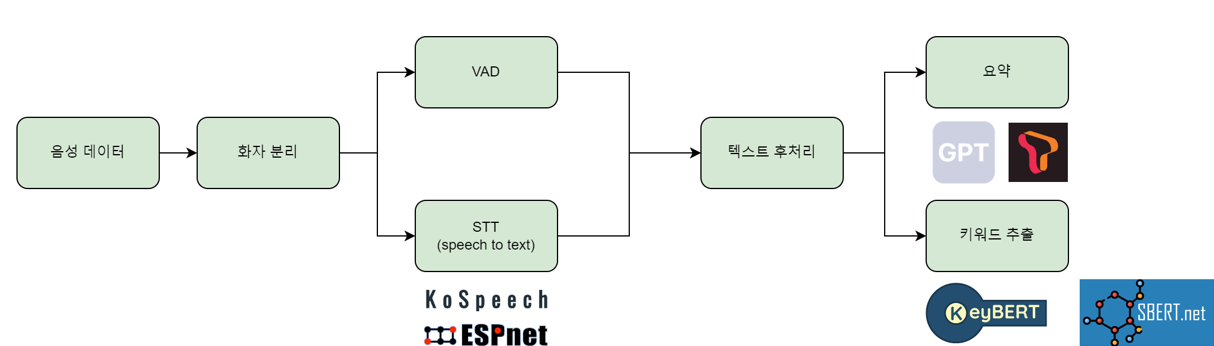 음성 데이터
화자 분리
VAD
STT
(speech to text)
KoSpeech
ESPnet
텍스트 후처리
요약
GPT
키워드 추출
KeyBERT
SBERT.net